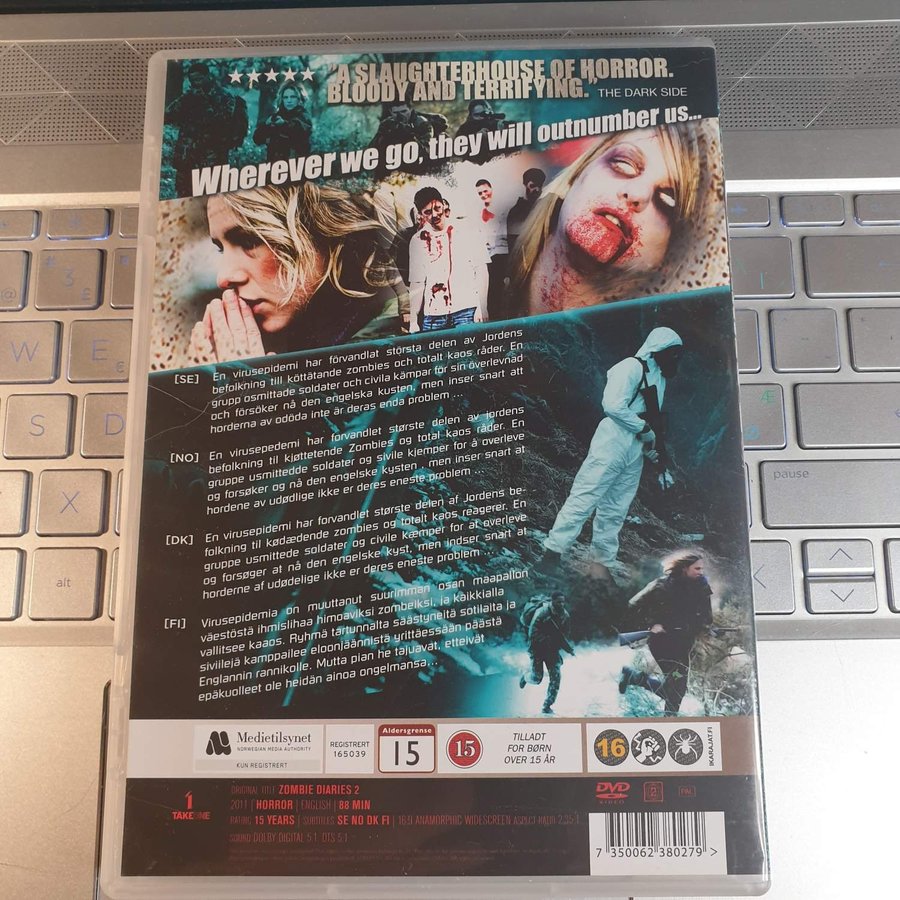 "A SLAUGHTERHOUSE OF HORROR.
BLOODY AND TERRIFYING." THE DARK SIDE
Wherever we go, they will outnumber us...
[SE] En virusepidemi har förvandlat största delen av Jordens
befolkning till köttätande zombies och totalt kaos råder. En
grupp osmittade soldater och civila kämpar för sin överlevnad
och försöker nå den engelska kusten, men inser snart att
horderna av odöda inte är deras enda problem ...
[NO] En virusepedemi har forvandlet største delen av jordens
befolkning til kjøttetende Zombies og total kaos råder. En
gruppe usmittedde soldater og sivile kjemper for å overleve
og forsøker og nå den engelske kysten , men inser snart at
hordene av udødlige ikke er deres eneste problem ...
[DK] En virusepidemi har forvandlet største delen af Jordens be-
folkning til kødædende zombies og totalt kaos reagerer. En
gruppe usmittede soldater og civile kæmper for at overleve
og forsøger at nå den engelske kyst, men indser snart at
horderne af udødelige ikke er deres eneste problem ...
[FI] Virusepidemia on muuttanut suurimman osan maapallon
väestöstä ihmislihaa himoaviksi zombeiksi, ja kaikkialla
vallitsee kaaos. Ryhmä tartunnalta säästyneitä sotilaita ja
siviilejä kamppailee eloonjäännistä yrittäessään päästä
Englannin rannikolle. Mutta pian he tajuavat, etteivät
epäkuolleet ole heidän ainoa ongelmansa...
Medietilsynet
NORWEGIAN MEDIA AUTHORITY
KUN REGISTRERT
REGISTRERT
165039
Aldersgrense
15
15
TILLADT
FOR BØRN
OVER 15 ÅR
16
IKARAJAT.FI
1
TAKEONE
ORIGINAL TITLE ZOMBIE DIARIES 2
2011 | HORROR | ENGLISH | 88 MIN
RATING 15 YEARS | SUBTITLES SE NO DK FI | 16:9 ANAMORPHIC WIDESCREEN ASPECT RATIO 2.35:1
SOUND DOLBY DIGITAL 5.1, DTS 5.1
DVD
VIDEO
2
PAL
7 350062 380279 >
@
3
£
W
E
€
S
D
X
alt
Æ
pause